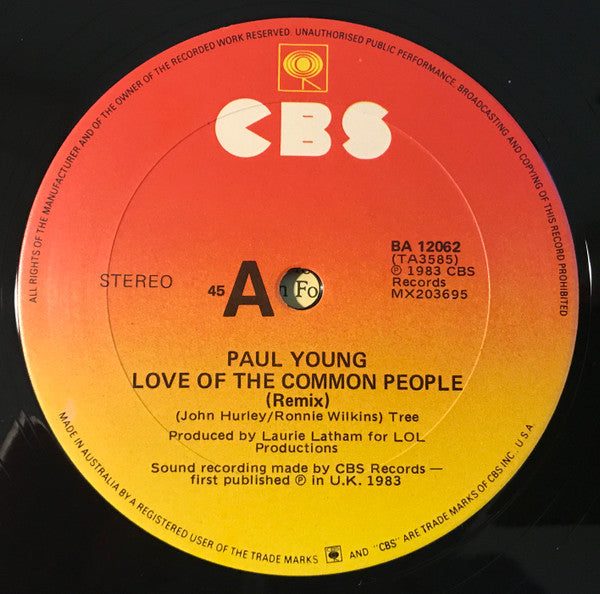 ALL RIGHTS OF THE MANUFACTURER AND OF THE OWNER OF THE RECORDED WORK RESERVED. UNAUTHORISED PUBLIC PERFORMANCE, BROADCASTING AND COPYING OF THIS RECORD PROHIBITED
CBS
BA 12062
(TA3585)
℗ 1983 CBS
Records
MX203695
STEREO
45 A
n Fo
PAUL YOUNG
LOVE OF THE COMMON PEOPLE
(Remix)
(John Hurley/Ronnie Wilkins) Tree
Produced by Laurie Latham for LOL
Productions
Sound recording made by CBS Records —
first published ℗ in U.K. 1983
MADE IN AUSTRALIA BY A REGISTERED USER OF THE TRADE MARKS AND "CBS" ARE TRADE MARKS OF CBS INC. U.S.A.